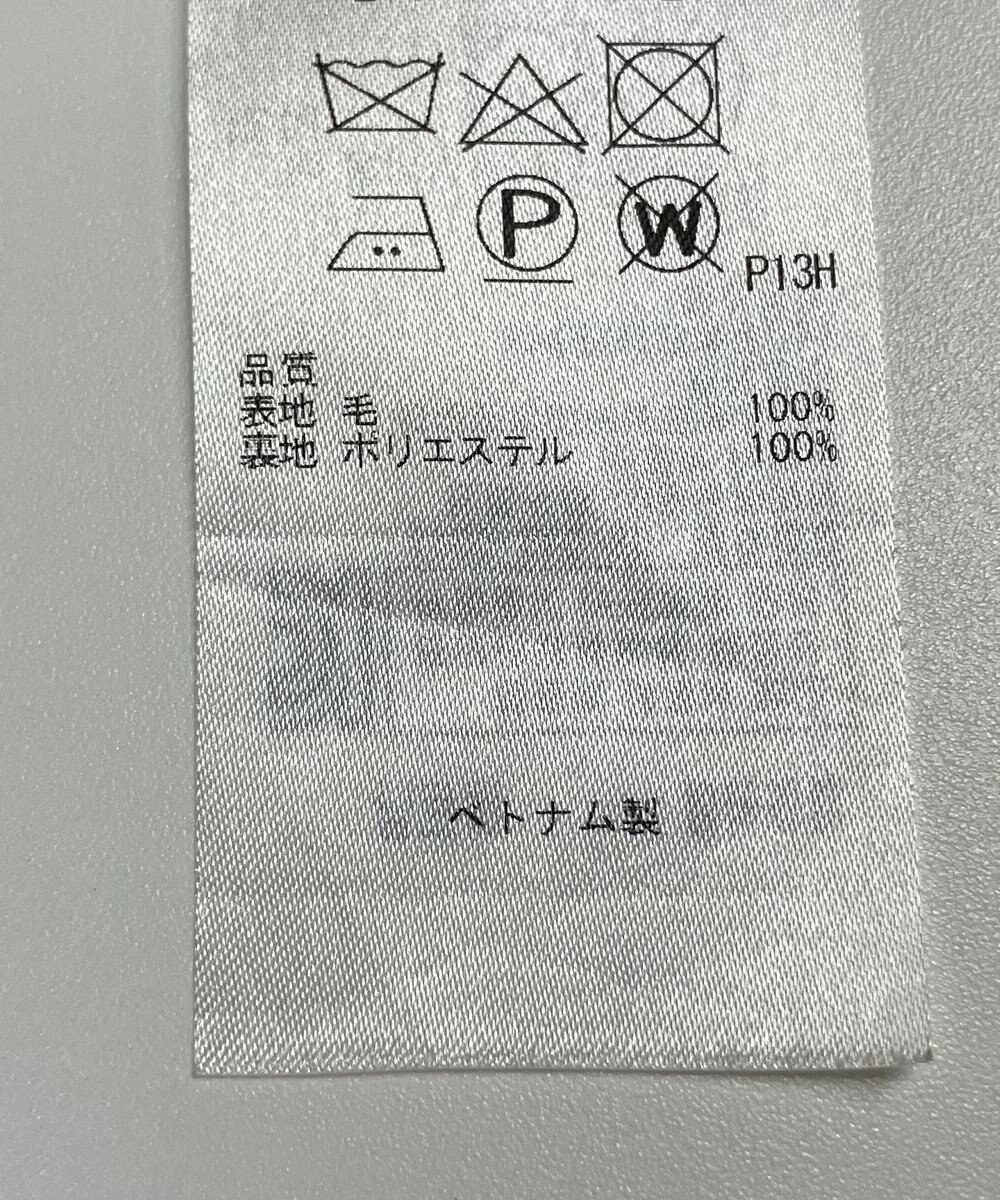 P W P13H
品質
表地 毛 100%
裏地 ポリエステル 100%
ベトナム製